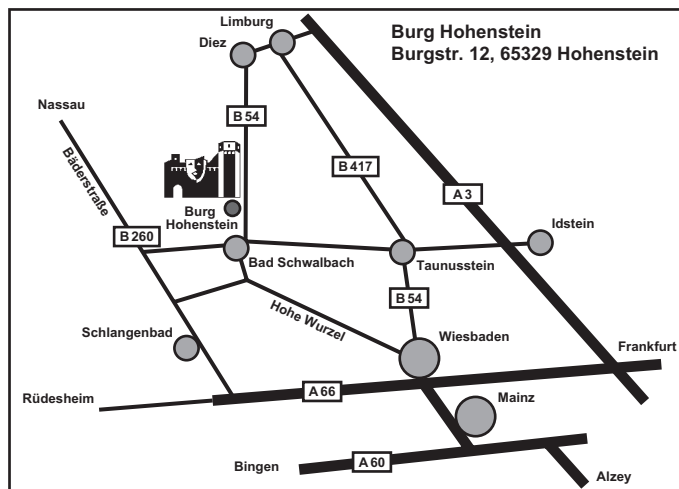 Limburg
Diez
Burg Hohenstein
Burgstr. 12, 65329 Hohenstein
Nassau
B 54
Bäderstraße
B 417
A 3
Burg
Hohenstein
Idstein
B 260
Bad Schwalbach
Taunusstein
B 54
Hohe Wurzel
Schlangenbad
Wiesbaden
Frankfurt
A 66
Rüdesheim
Mainz
A 60
Bingen
Alzey